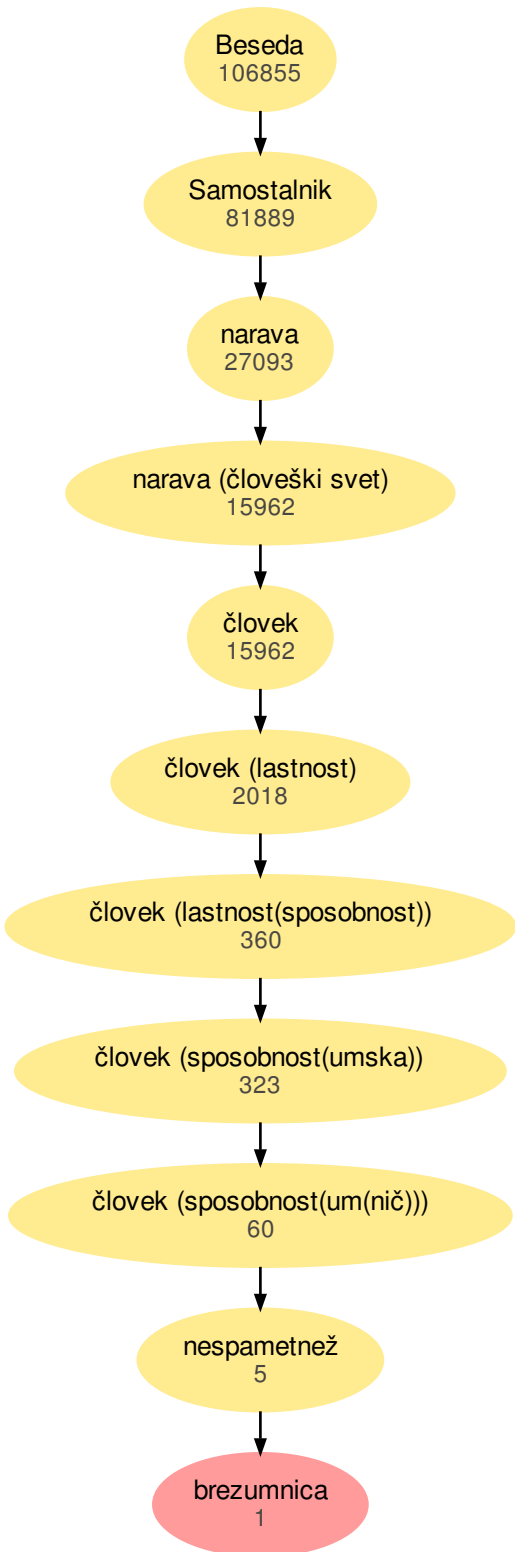 Beseda
106855
Samostalnik
81889
narava
27093
narava (človeški svet)
15962
človek
15962
človek (lastnost)
2018
človek (lastnost(sposobnost))
360
človek (sposobnost(umska))
323
človek (sposobnost(um(nič)))
60
nespametnež
5
brezumnica
1